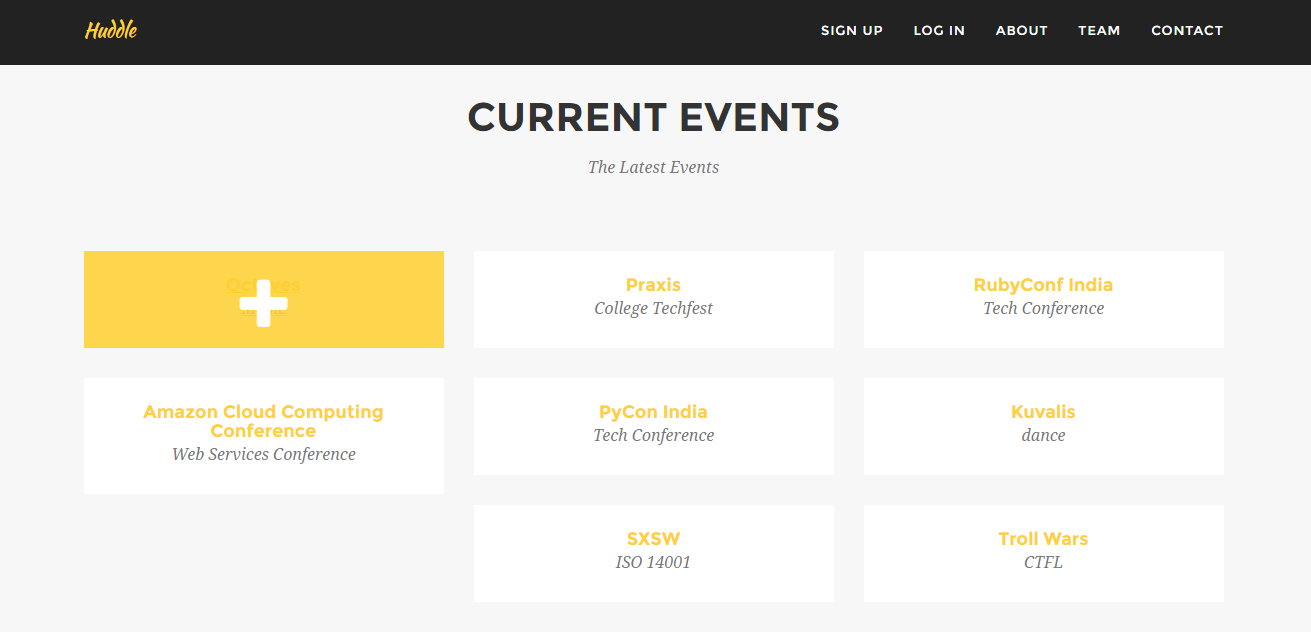 Huddle
SIGN UP LOG IN ABOUT TEAM CONTACT
CURRENT EVENTS
The Latest Events
Praxis
College Techfest
RubyConf India
Tech Conference
Amazon Cloud Computing
Conference
Web Services Conference
PyCon India
Tech Conference
Kuvalis
dance
SXSW
ISO 14001
Troll Wars
CTFL